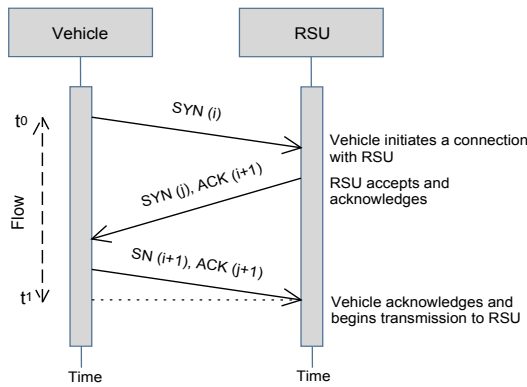 Vehicle
RSU
t0
SYN (i)
Vehicle initiates a connection
with RSU
RSU accepts and
acknowledges
SYN (j), ACK (i+1)
Flow
SN (i+1), ACK (j+1)
t1
Vehicle acknowledges and
begins transmission to RSU
Time
Time